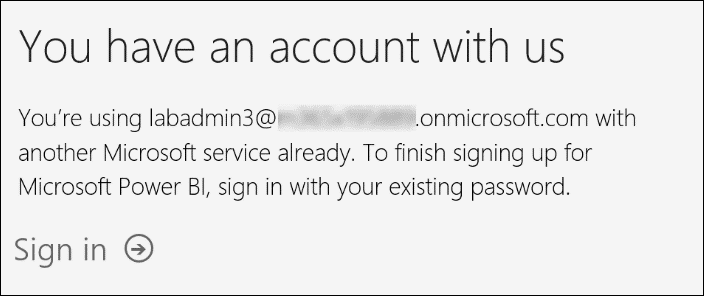 You have an account with us
You're using labadmin3@ .onmicrosoft.com with
another Microsoft service already. To finish signing up for
Microsoft Power BI, sign in with your existing password.
Sign in